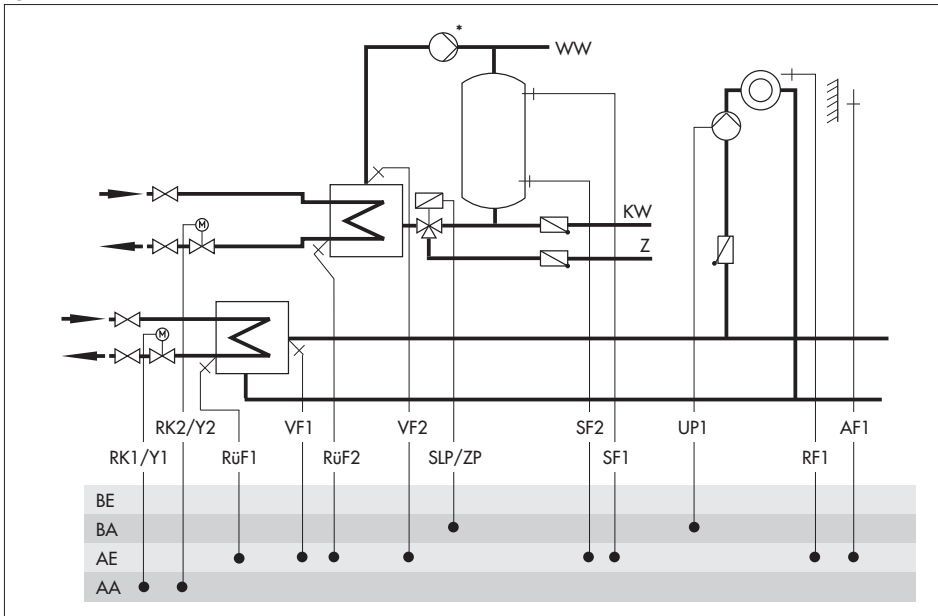 *
WW
KW
M
Z
M
RK2/Y2 VF1 VF2 SF2 UP1 AF1
RK1/Y1 RüF1 RüF2 SLP/ZP SF1 RF1
BE
BA
AE
AA